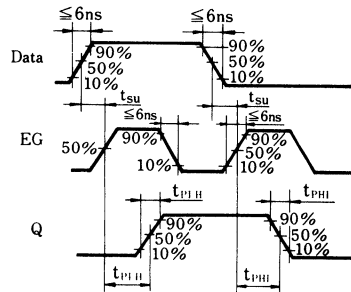 ≦6ns ≦6ns
Data 90% 90%
50% 50%
10% 10%
tsu tsu
≦6ns ≦6ns
EG 90% 90%
50% 50%
10% 10%
tPLH tPHL
Q 90% 90%
50% 50%
10% 10%
tPLH tPHL